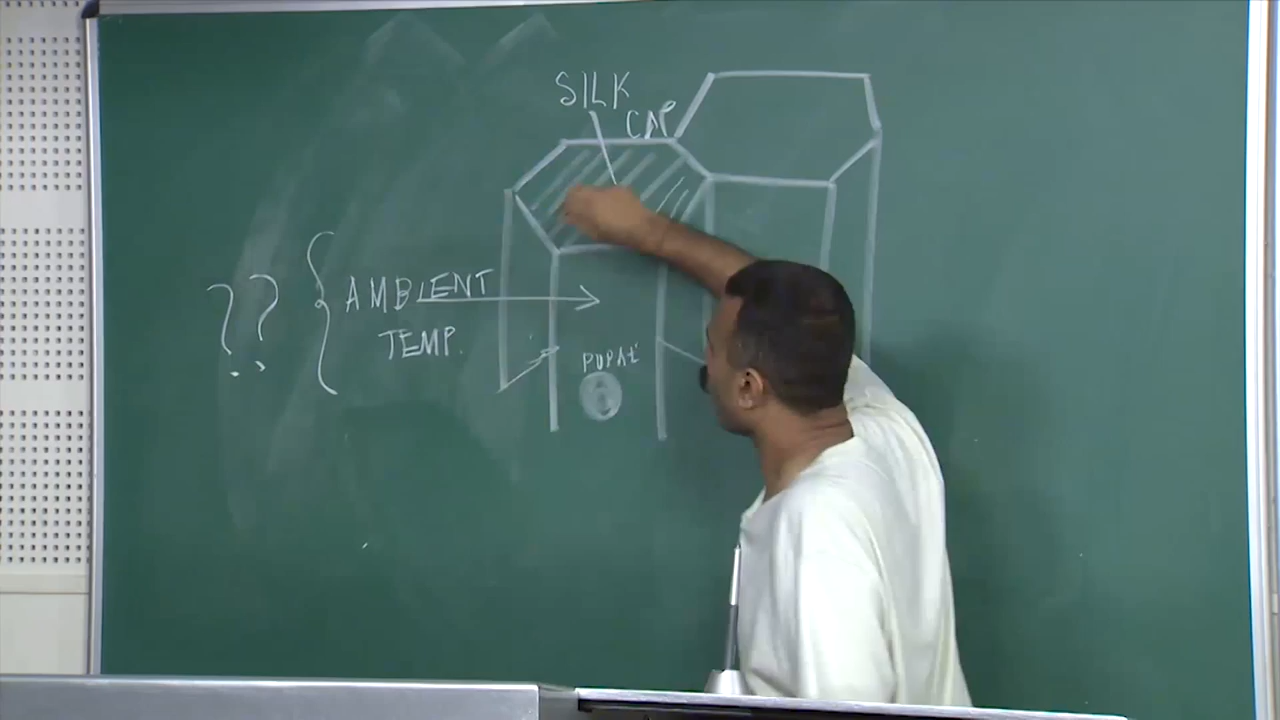 SILK
CAP
?? { AMBIENT
TEMP.
PUPAE